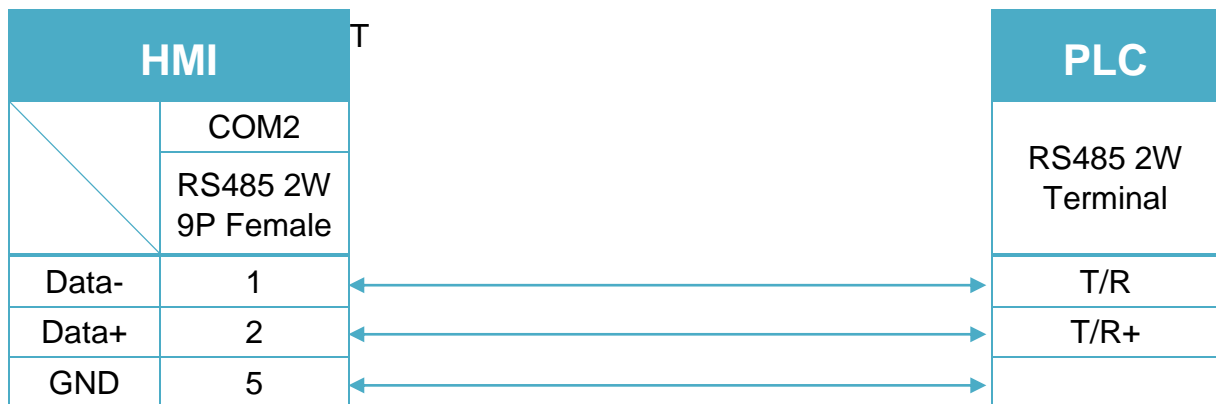 HMI
T
PLC
COM2
RS485 2W
9P Female
RS485 2W
Terminal
Data- 1 T/R
Data+ 2 T/R+
GND 5